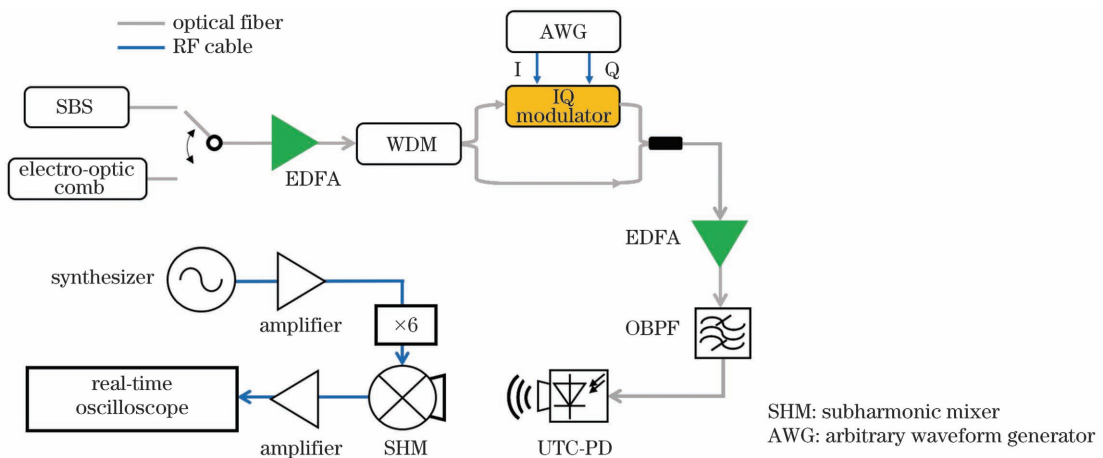 optical fiber
RF cable
AWG
I
Q
SBS
IQ
modulator
WDM
electro-optic
comb
EDFA
EDFA
synthesizer
amplifier
×6
OBPF
real-time
oscilloscope
amplifier
SHM
UTC-PD
SHM: subharmonic mixer
AWG: arbitrary waveform generator